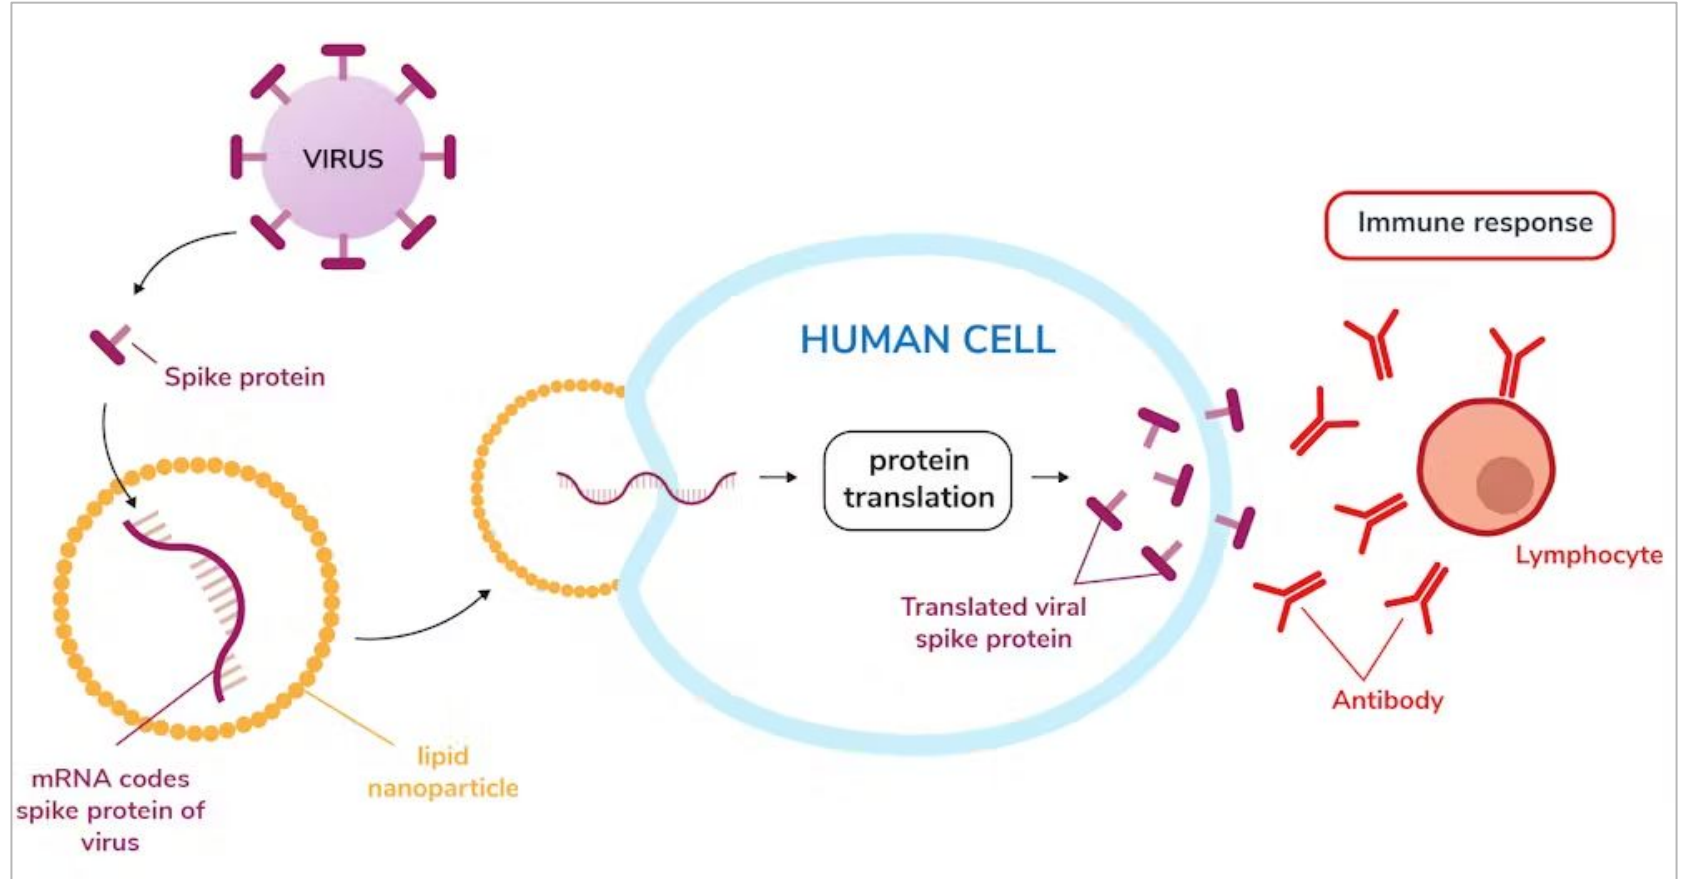 VIRUS
Spike protein
mRNA codes
spike protein of
virus
lipid
nanoparticle
HUMAN CELL
protein
translation
Translated viral
spike protein
Immune response
Lymphocyte
Antibody